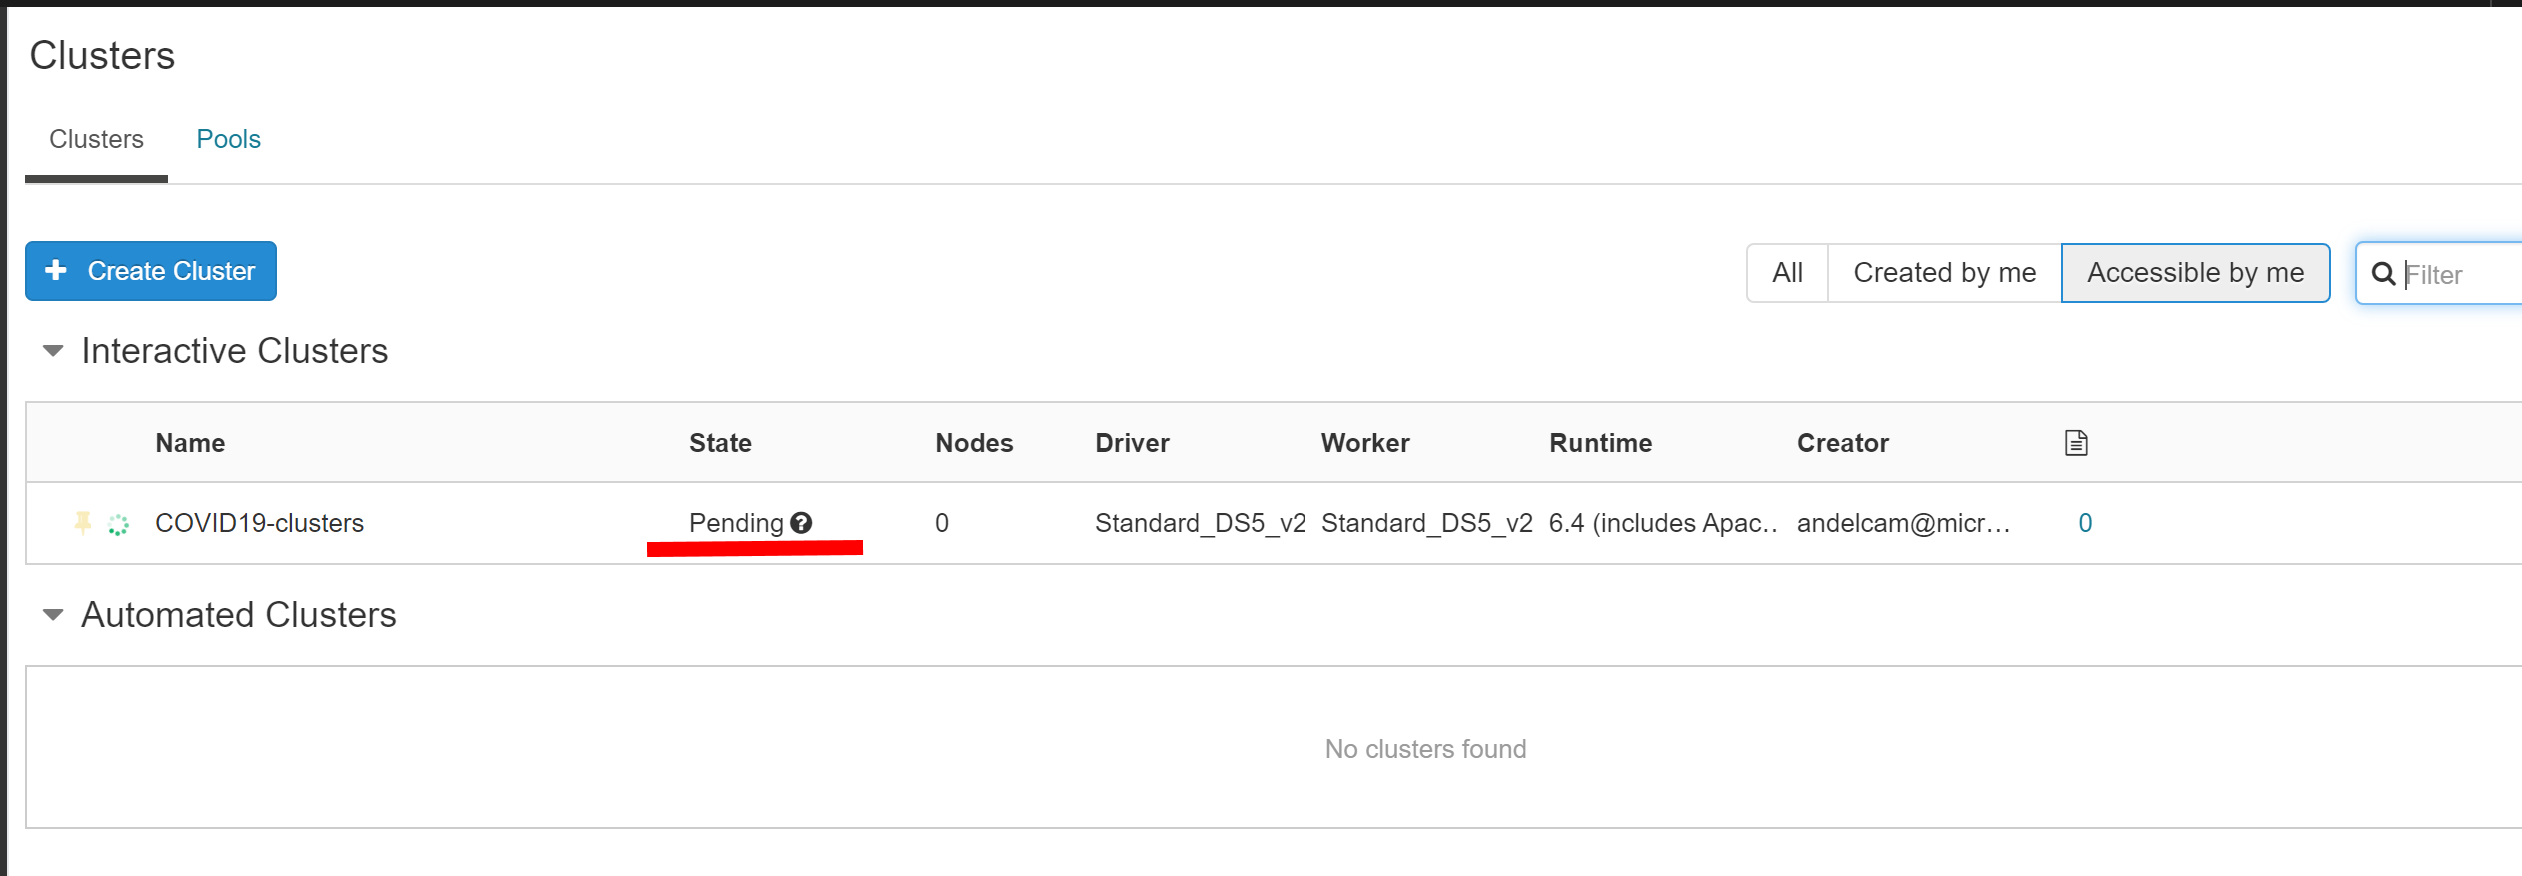 Clusters
Clusters Pools
Create Cluster All Created by me Accessible by me Filter
Interactive Clusters
Name State Nodes Driver Worker Runtime Creator
COVID19-clusters Pending 0 Standard_DS5_v2 Standard_DS5_v2 6.4 (includes Apac... andelcam@micr... 0
Automated Clusters
No clusters found